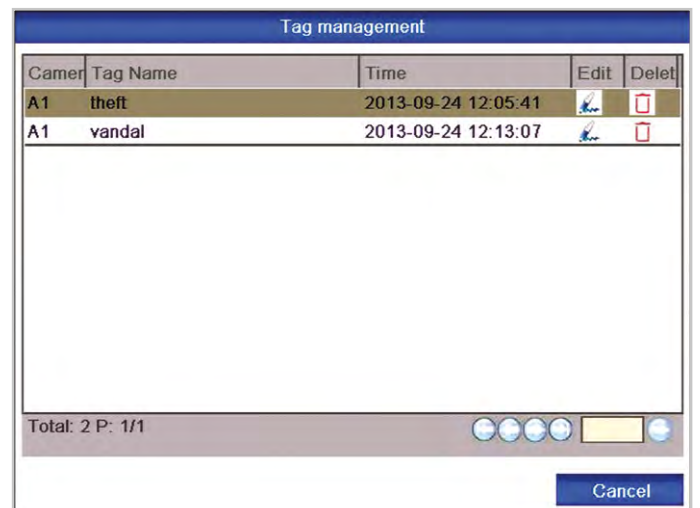 Tag management
Camer Tag Name Time Edit Delet
A1 theft 2013-09-24 12:05:41
A1 vandal 2013-09-24 12:13:07
Total: 2 P: 1/1
Cancel